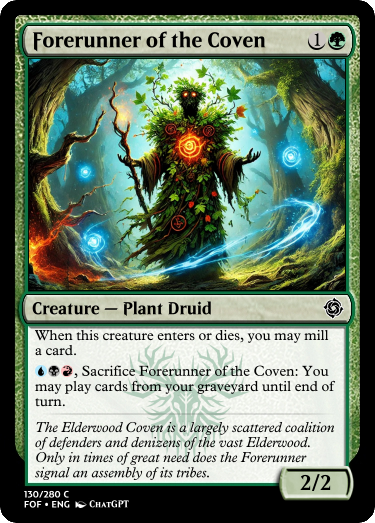 Forerunner of the Coven 1
Creature — Plant Druid
When this creature enters or dies, you may mill
a card.
, Sacrifice Forerunner of the Coven: You
may play cards from your graveyard until end of
turn.
The Elderwood Coven is a largely scattered coalition
of defenders and denizens of the vast Elderwood.
Only in times of great need does the Forerunner
signal an assembly of its tribes.
2/2
130/280 C
FOF • ENG ChatGPT